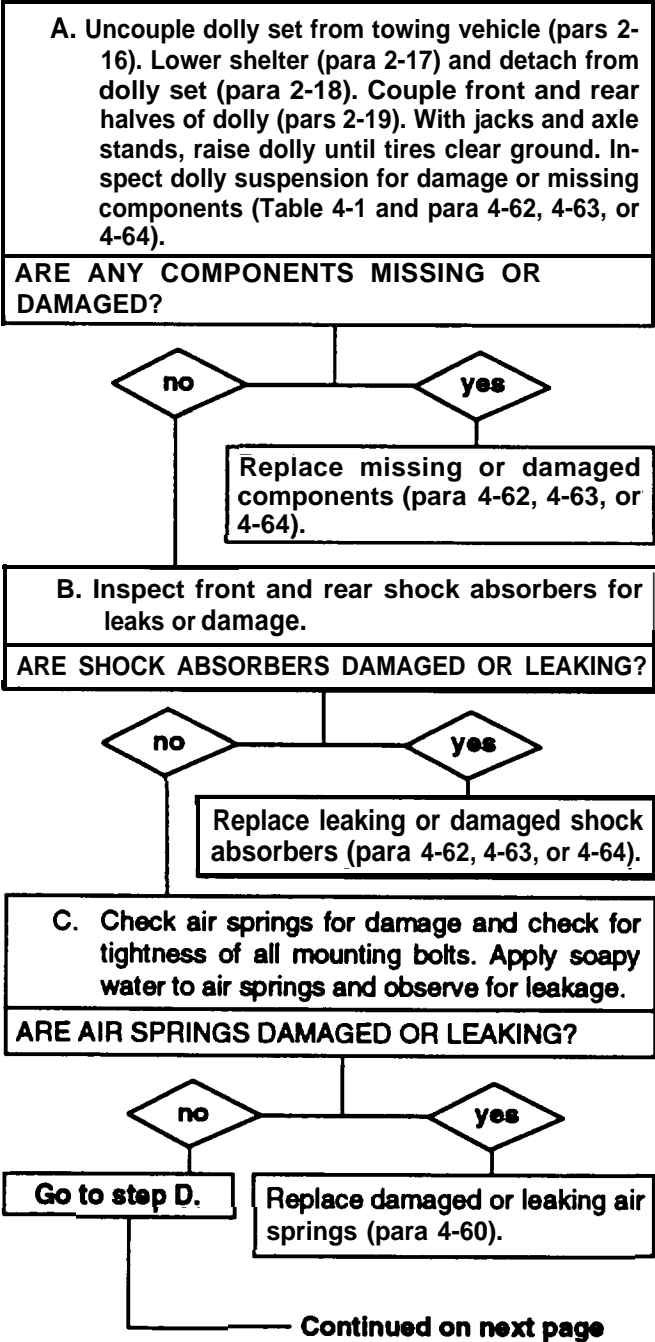 A. Uncouple dolly set from towing vehicle (pars 2-
16). Lower shelter (para 2-17) and detach from
dolly set (para 2-18). Couple front and rear
halves of dolly (pars 2-19). With jacks and axle
stands, raise dolly until tires clear ground. In-
spect dolly suspension for damage or missing
components (Table 4-1 and para 4-62, 4-63, or
4-64).
ARE ANY COMPONENTS MISSING OR
DAMAGED?
no
yes
Replace missing or damaged
components (para 4-62, 4-63, or
4-64).
B. Inspect front and rear shock absorbers for
leaks or damage.
ARE SHOCK ABSORBERS DAMAGED OR LEAKING?
no
yes
Replace leaking or damaged shock
absorbers (para 4-62, 4-63, or 4-64).
C. Check air springs for damage and check for
tightness of all mounting bolts. Apply soapy
water to air springs and observe for leakage.
ARE AIR SPRINGS DAMAGED OR LEAKING?
no
yes
Go to step D.
Replace damaged or leaking air
springs (para 4-60).
Continued on next page